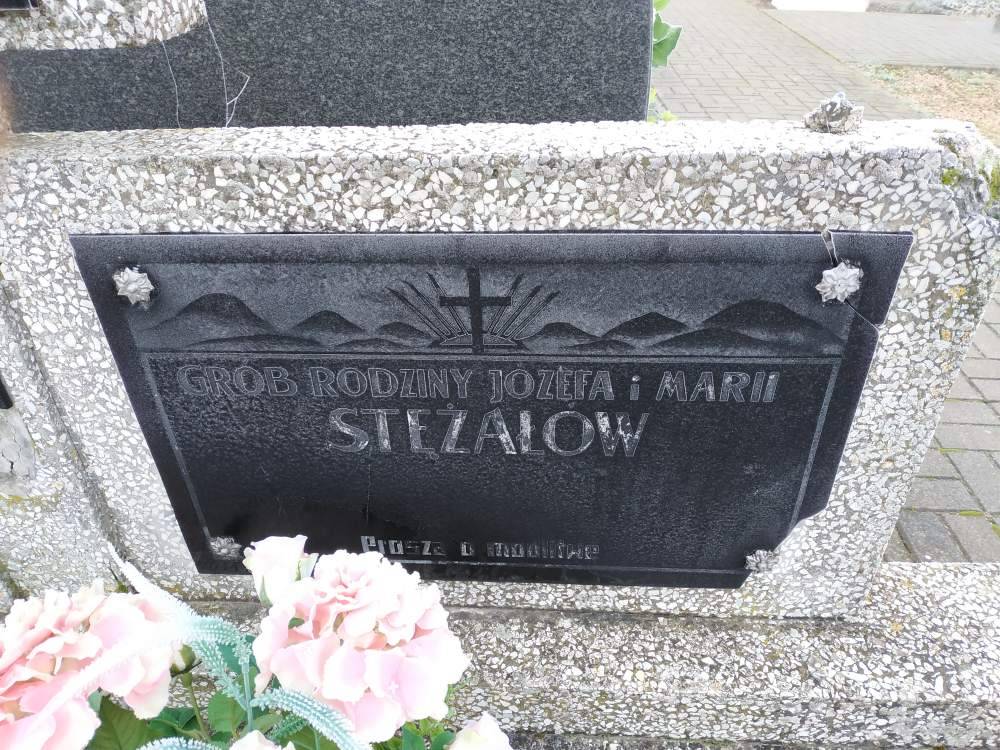 GRÓB RODZINY JÓZEFA i MARII
STĘŻAŁÓW
Proszą o modlitwę